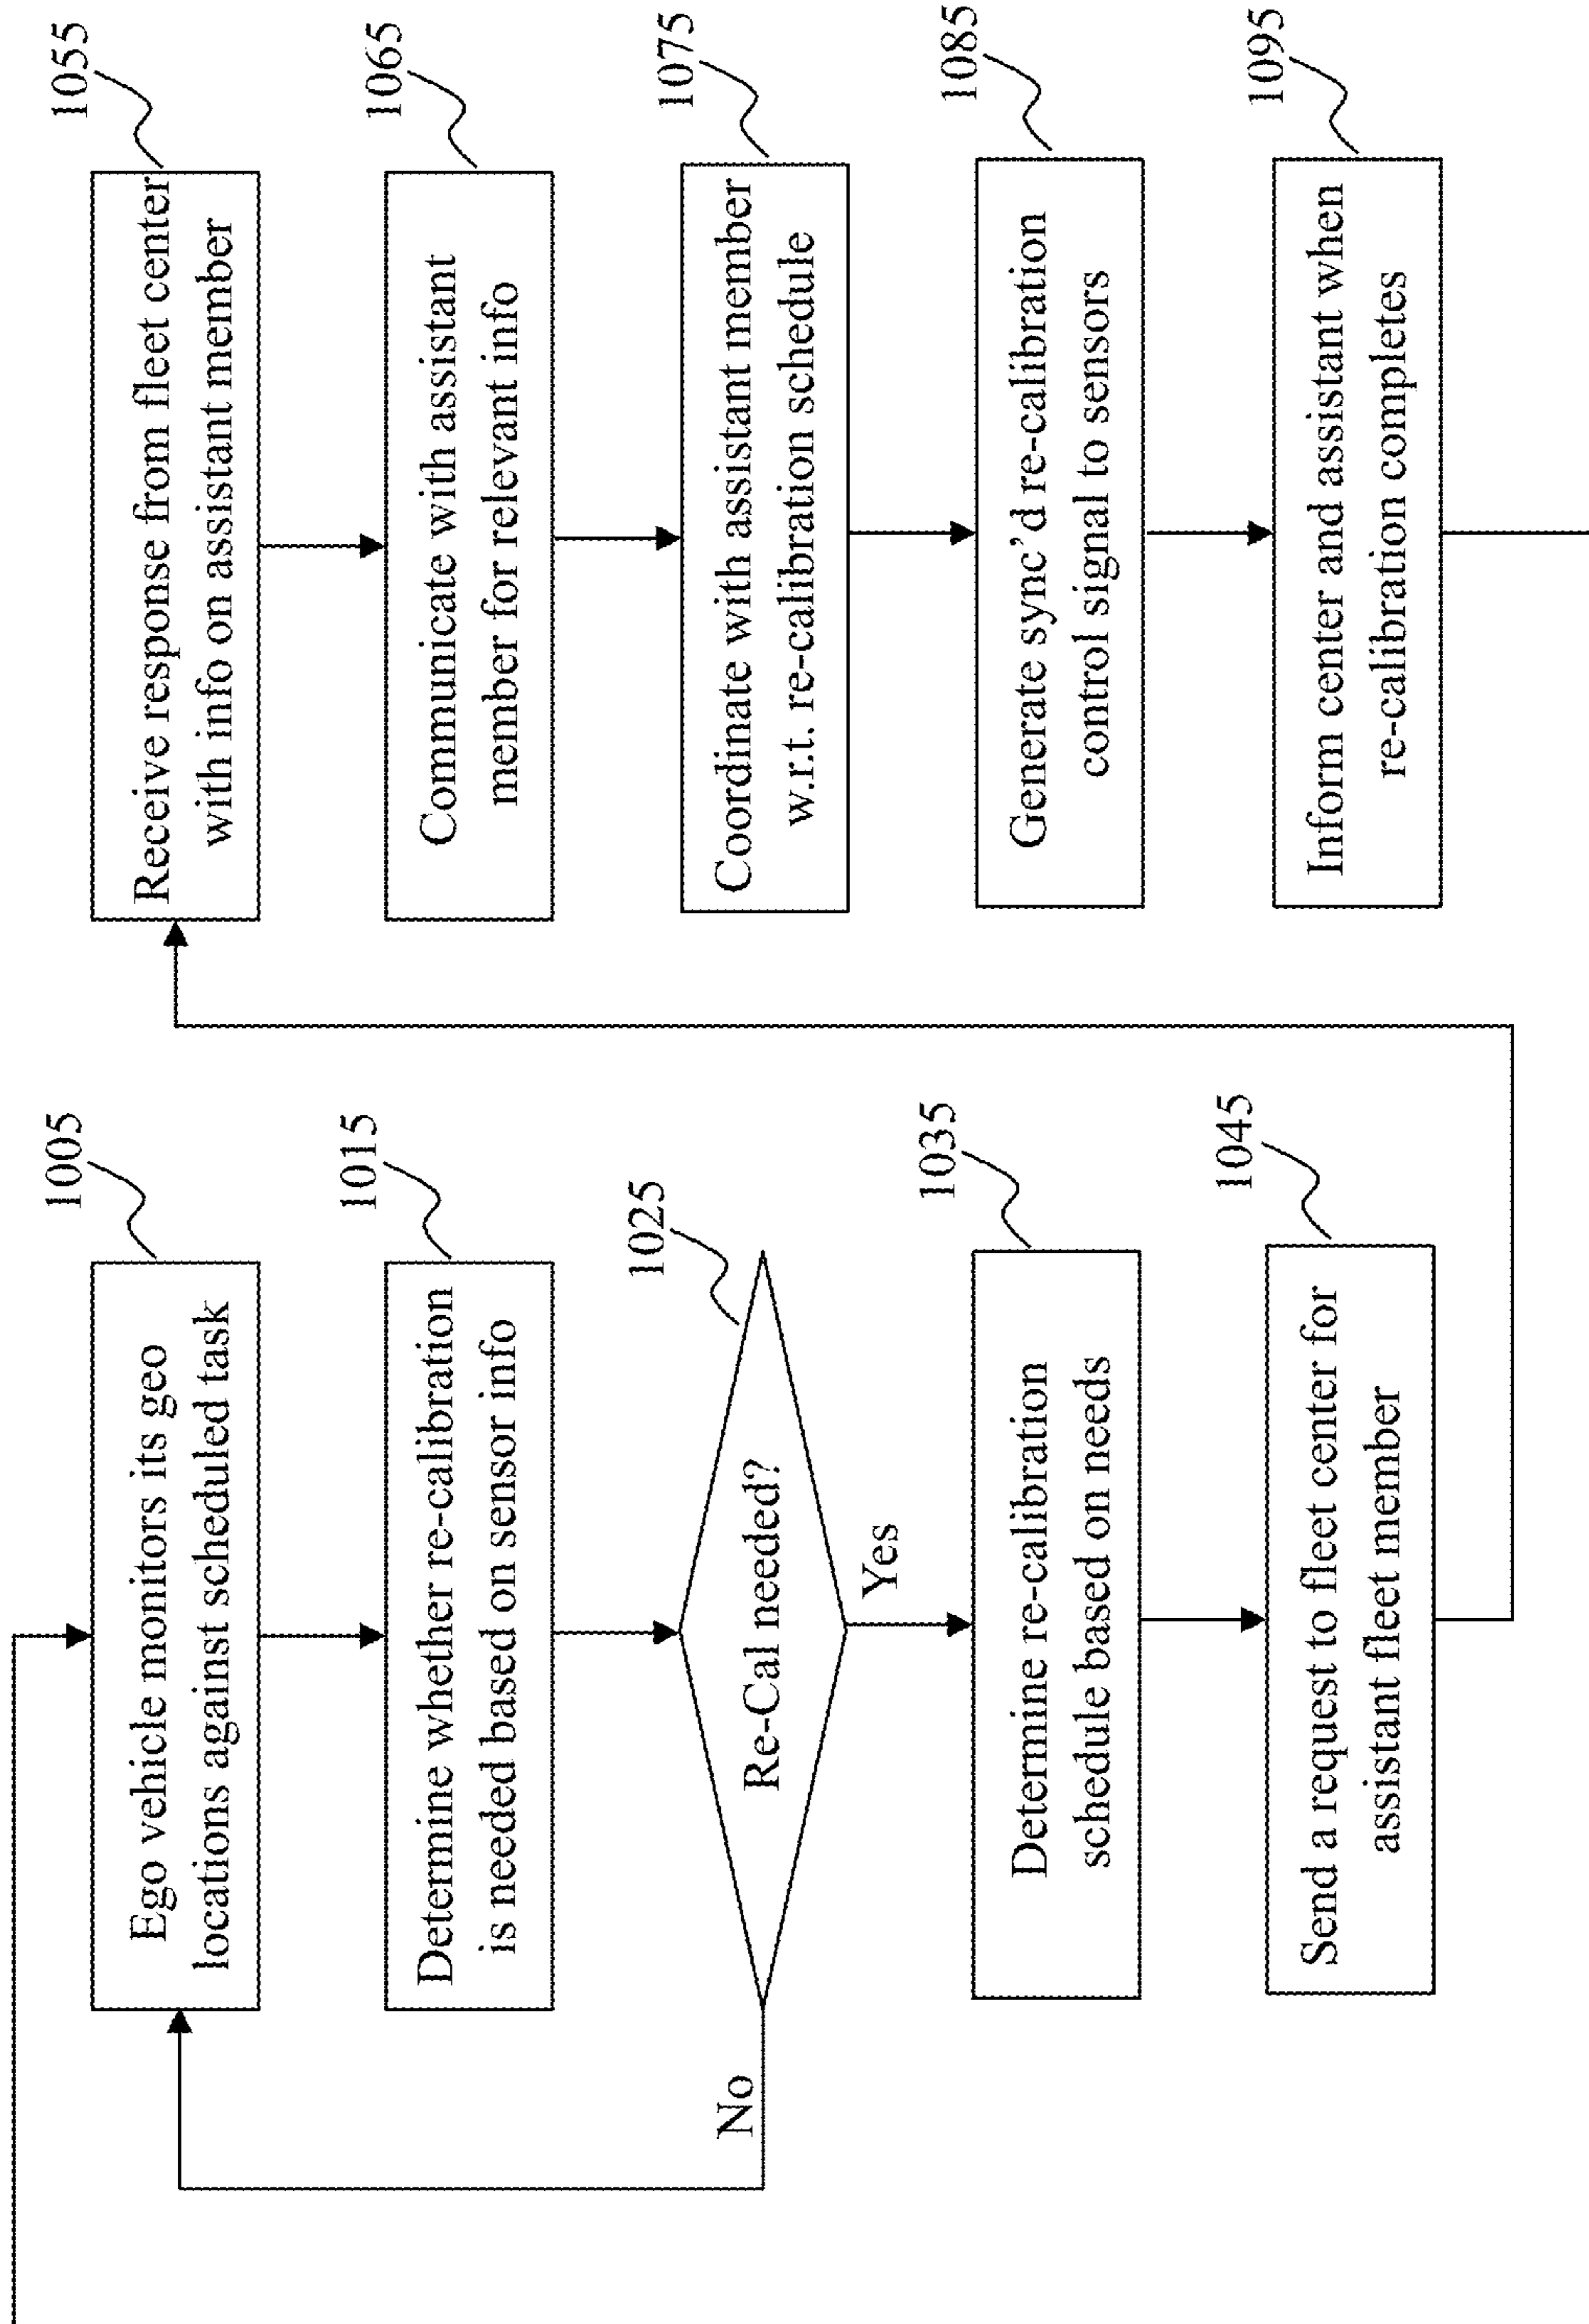 1005
Ego vehicle monitors its geo
locations against scheduled task
1015
Determine whether re-calibration
is needed based on sensor info
1025
Re-Cal needed?
No
Yes
1035
Determine re-calibration
schedule based on needs
1045
Send a request to fleet center for
assistant fleet member
1055
Receive response from fleet center
with info on assistant member
1065
Communicate with assistant
member for relevant info
1075
Coordinate with assistant member
w.r.t. re-calibration schedule
1085
Generate sync’d re-calibration
control signal to sensors
1095
Inform center and assistant when
re-calibration completes